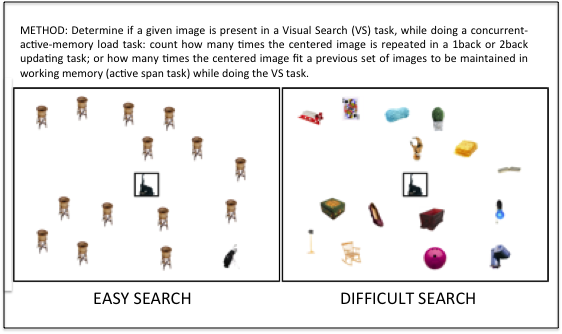 METHOD: Determine if a given image is present in a Visual Search (VS) task, while doing a concurrent-
active-memory load task: count how many times the centered image is repeated in a 1back or 2back
updating task; or how many times the centered image fit a previous set of images to be maintained in
working memory (active span task) while doing the VS task.
EASY SEARCH
DIFFICULT SEARCH